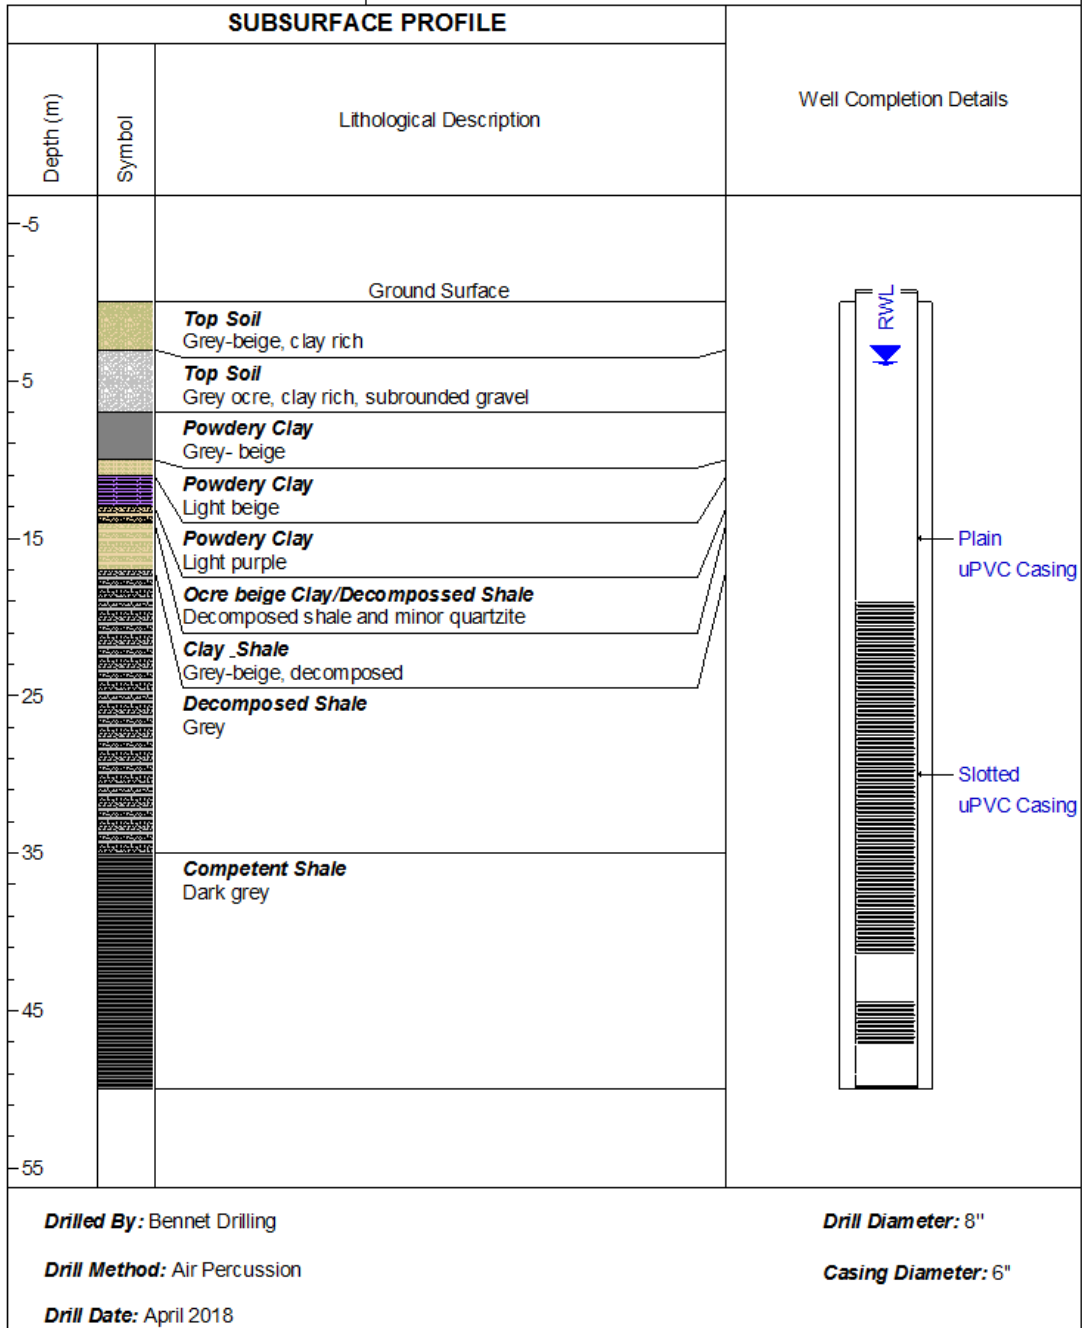 SUBSURFACE PROFILE
Depth (m)
Symbol
Lithological Description
Well Completion Details
-5
Ground Surface
RWL
Top Soil
Grey-beige, clay rich
5
Top Soil
Grey ocre, clay rich, subrounded gravel
Powdery Clay
Grey- beige
Powdery Clay
Light beige
15
Powdery Clay
Light purple
Plain
uPVC Casing
Ocre beige Clay/Decompossed Shale
Decomposed shale and minor quartzite
Clay _Shale
Grey-beige, decomposed
25
Decomposed Shale
Grey
Slotted
uPVC Casing
35
Competent Shale
Dark grey
45
55
Drilled By: Bennet Drilling
Drill Diameter: 8"
Drill Method: Air Percussion
Casing Diameter: 6"
Drill Date: April 2018